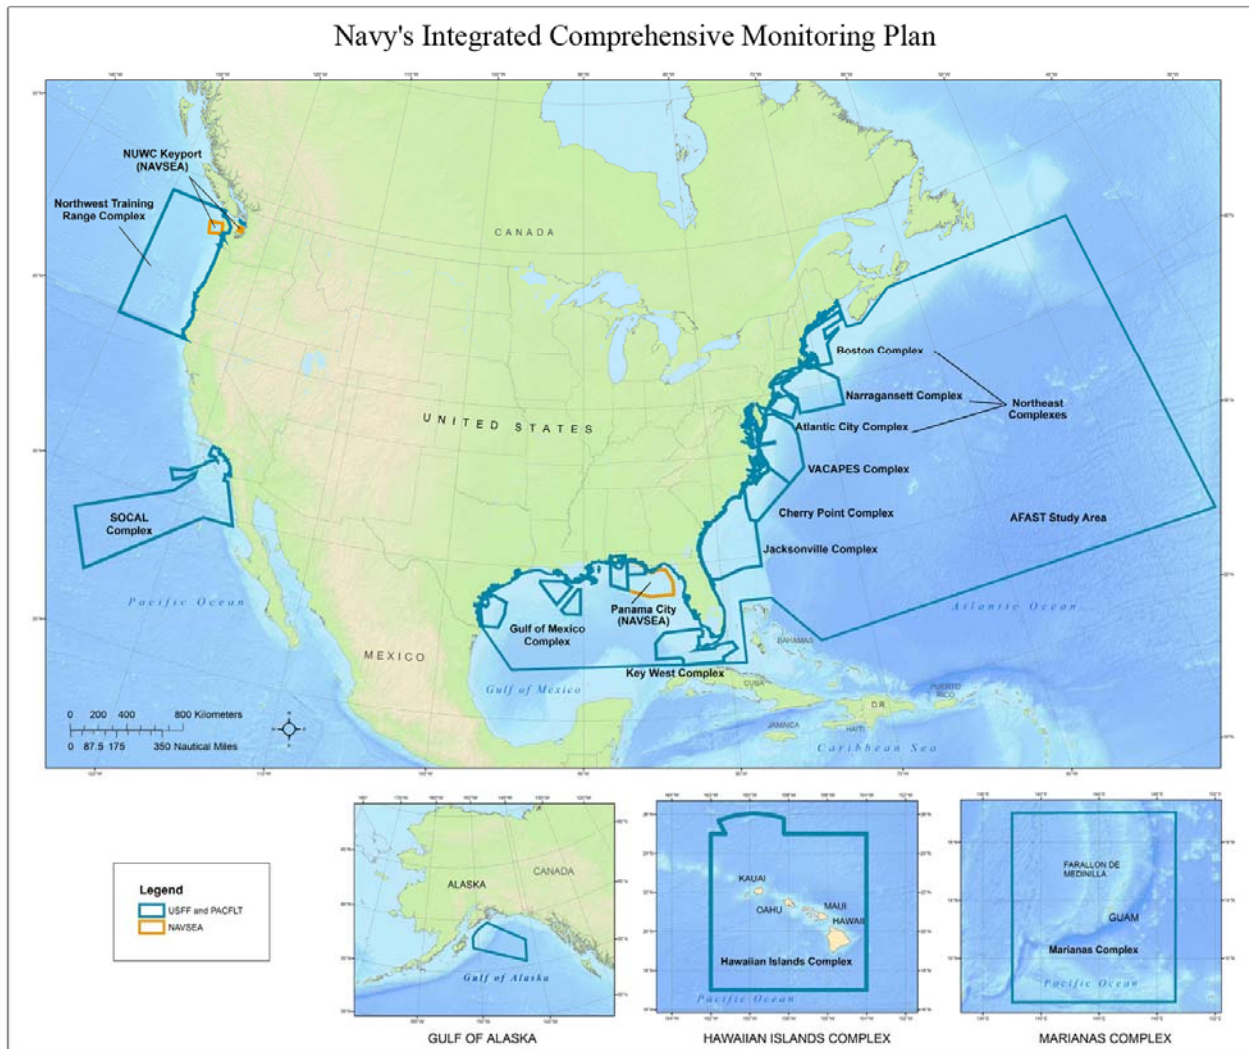 Navy's Integrated Comprehensive Monitoring Plan
NUWC Keyport
(NAVSEA)
Northwest Training
Range Complex
CANADA
UNITED STATES
Boston Complex
Narragansett Complex
Northeast
Complexes
Atlantic City Complex
VACAPES Complex
Cherry Point Complex
AFAST Study Area
Jacksonville Complex
SOCAL
Complex
Pacific Ocean
Atlantic Ocean
Panama City
(NAVSEA)
Gulf of Mexico
Complex
BAHAMAS
MEXICO
Key West Complex
Gulf of Mexico
CUBA
PUERTO
RICO
D.R.
JAMAICA
HAITI
Caribbean Sea
0 200 400 800 Kilometers
0 87.5 175 350 Nautical Miles
Legend
USFF and PACFLT
NAVSEA
ALASKA
CANADA
Gulf of Alaska
GULF OF ALASKA
KAUAI
OAHU
MAUI
HAWAII
Hawaiian Islands Complex
Pacific Ocean
HAWAIIAN ISLANDS COMPLEX
FARALLON DE
MEDINILLA
GUAM
Marianas Complex
Pacific Ocean
MARIANAS COMPLEX